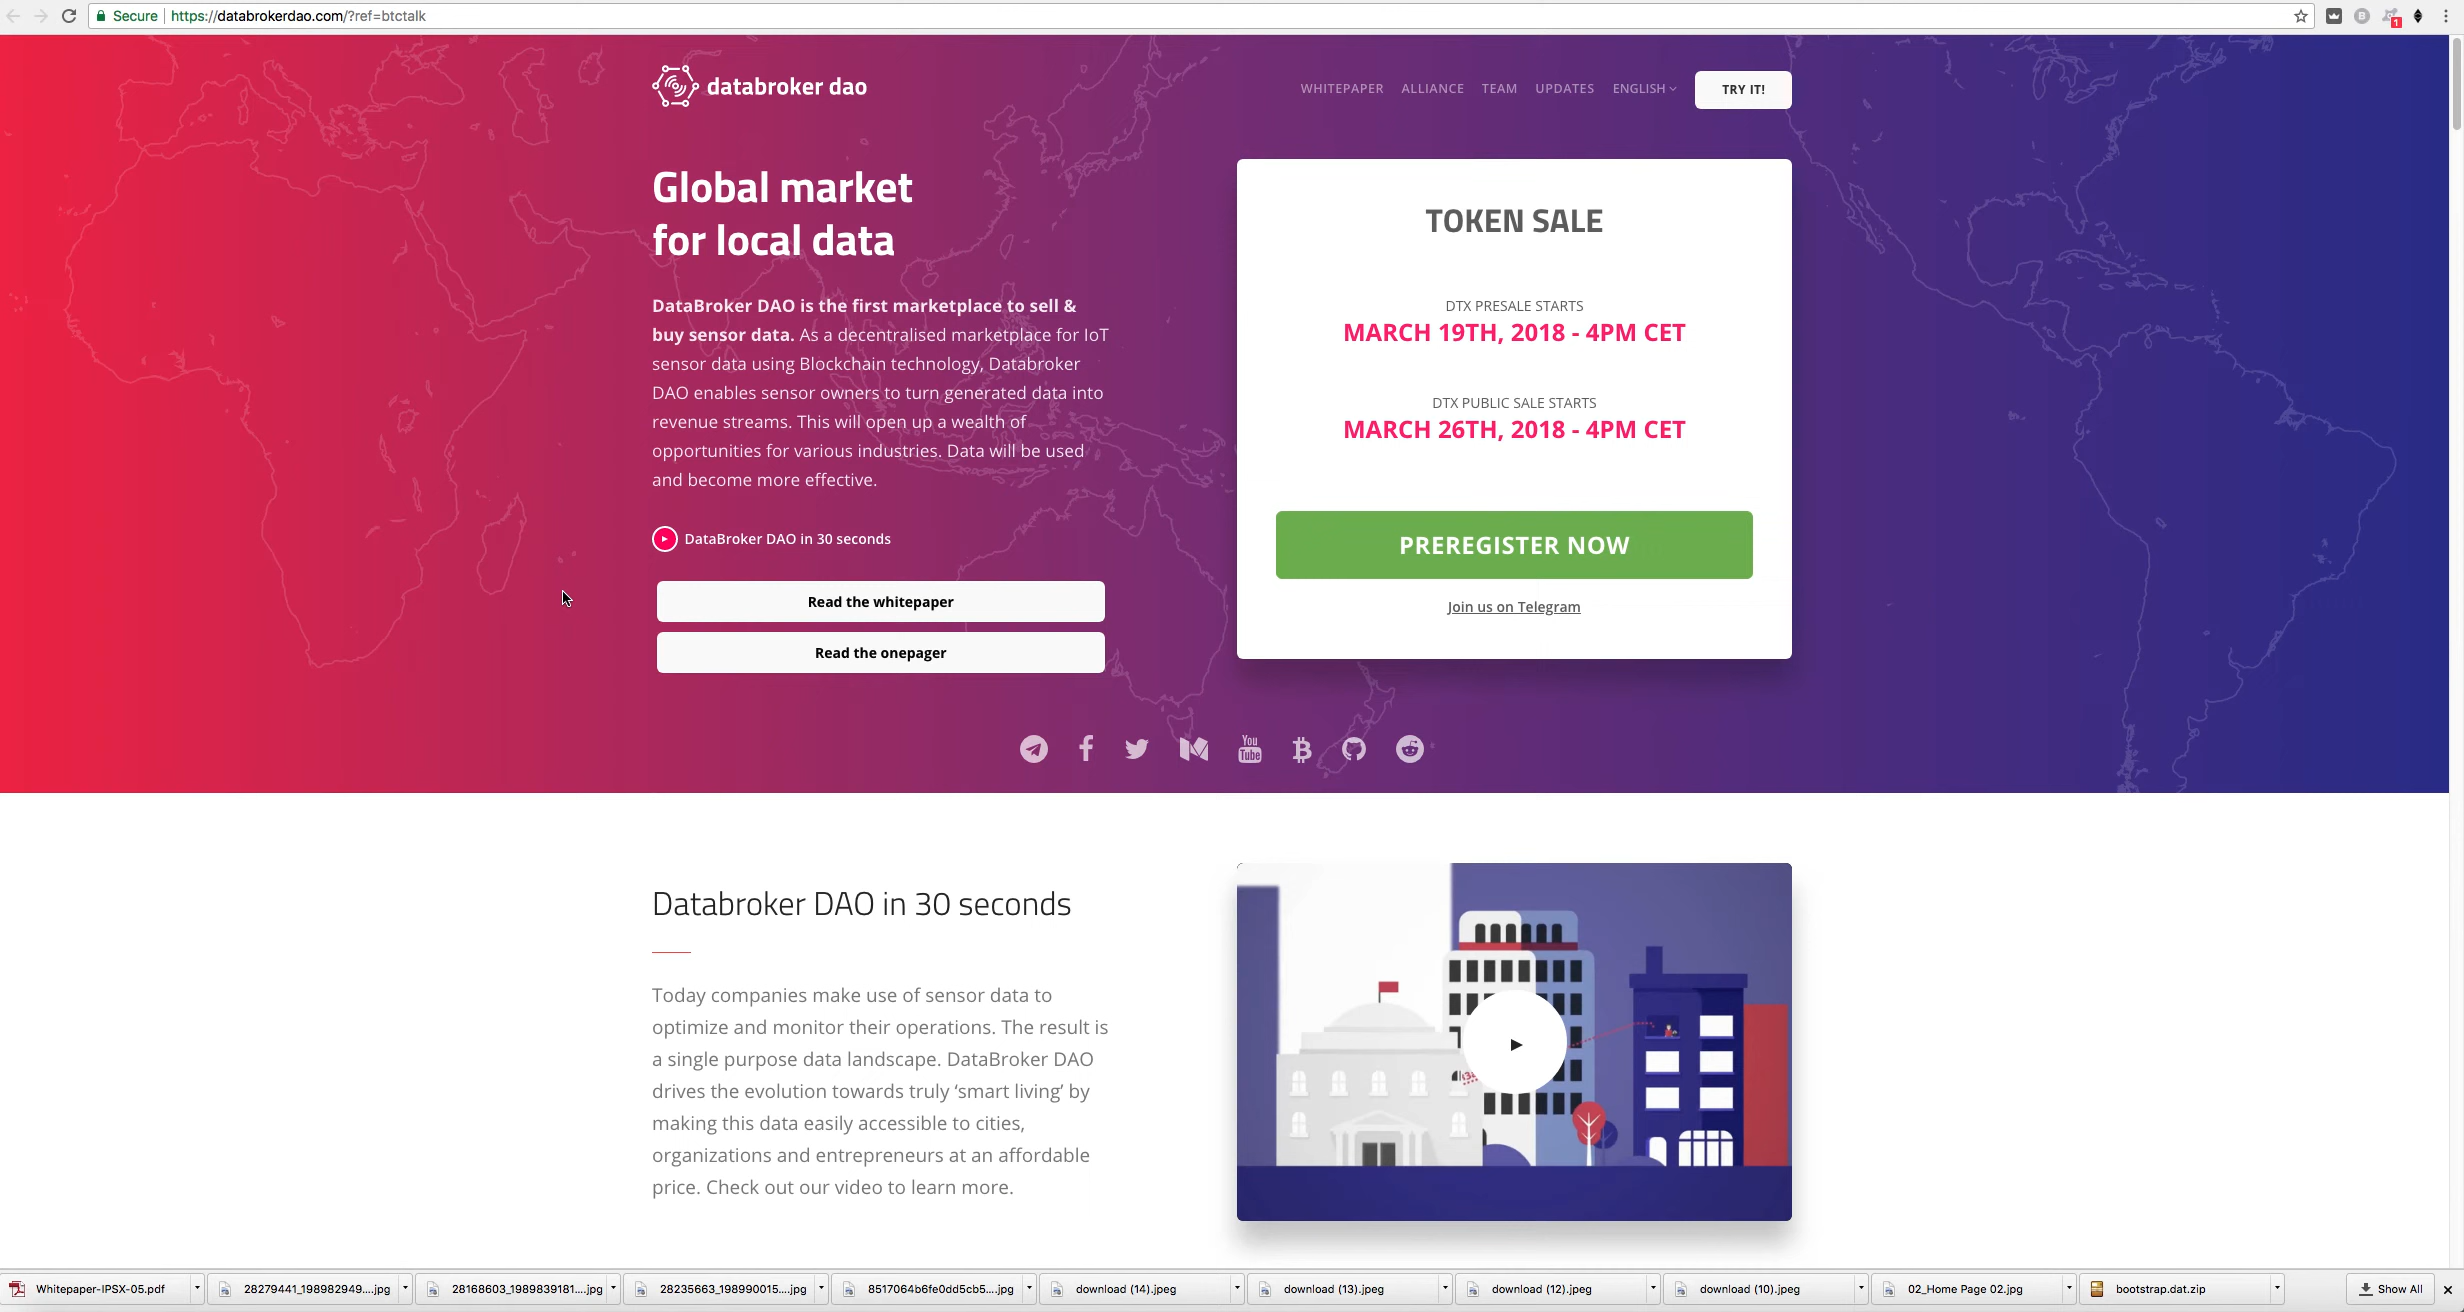 Secure
https://databrokerdao.com/?ref=btctalk
1
databroker dao
WHITEPAPER ALLIANCE TEAM UPDATES ENGLISH TRY IT!
Global market
for local data
DataBroker DAO is the first marketplace to sell &
buy sensor data. As a decentralised marketplace for IoT
sensor data using Blockchain technology, Databroker
DAO enables sensor owners to turn generated data into
revenue streams. This will open up a wealth of
opportunities for various industries. Data will be used
and become more effective.
DataBroker DAO in 30 seconds
Read the whitepaper
Read the onepager
TOKEN SALE
DTX PRESALE STARTS
MARCH 19TH, 2018 - 4PM CET
DTX PUBLIC SALE STARTS
MARCH 26TH, 2018 - 4PM CET
PREREGISTER NOW
Join us on Telegram
You
Tube
Databroker DAO in 30 seconds
Today companies make use of sensor data to
optimize and monitor their operations. The result is
a single purpose data landscape. DataBroker DAO
drives the evolution towards truly ‘smart living’ by
making this data easily accessible to cities,
organizations and entrepreneurs at an affordable
price. Check out our video to learn more.
Whitepaper-IPSX-05.pdf 28279441_198982949....jpg 28168603_1989839181....jpg 28235663_198990015....jpg 8517064b6fe0dd5cb5....jpg download (14).jpeg download (13).jpeg download (12).jpeg download (10).jpeg 02_Home Page 02.jpg bootstrap.dat.zip Show All